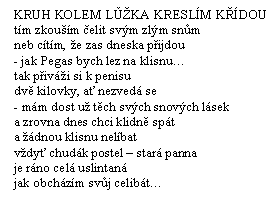 KRUH KOLEM LŮŽKA KRESLÍM KŘÍDOU
tím zkouším čelit svým zlým snům
neb cítím, že zas dneska přijdou
- jak Pegas bych lez na klisnu…
tak přiváži si k penisu
dvě kilovky, ať nezvedá se
- mám dost už těch svých snových lásek
a zrovna dnes chci klidně spát
a žádnou klisnu nelíbat
vždyť chudák postel – stará panna
je ráno celá uslintaná
jak obcházím svůj celibát…